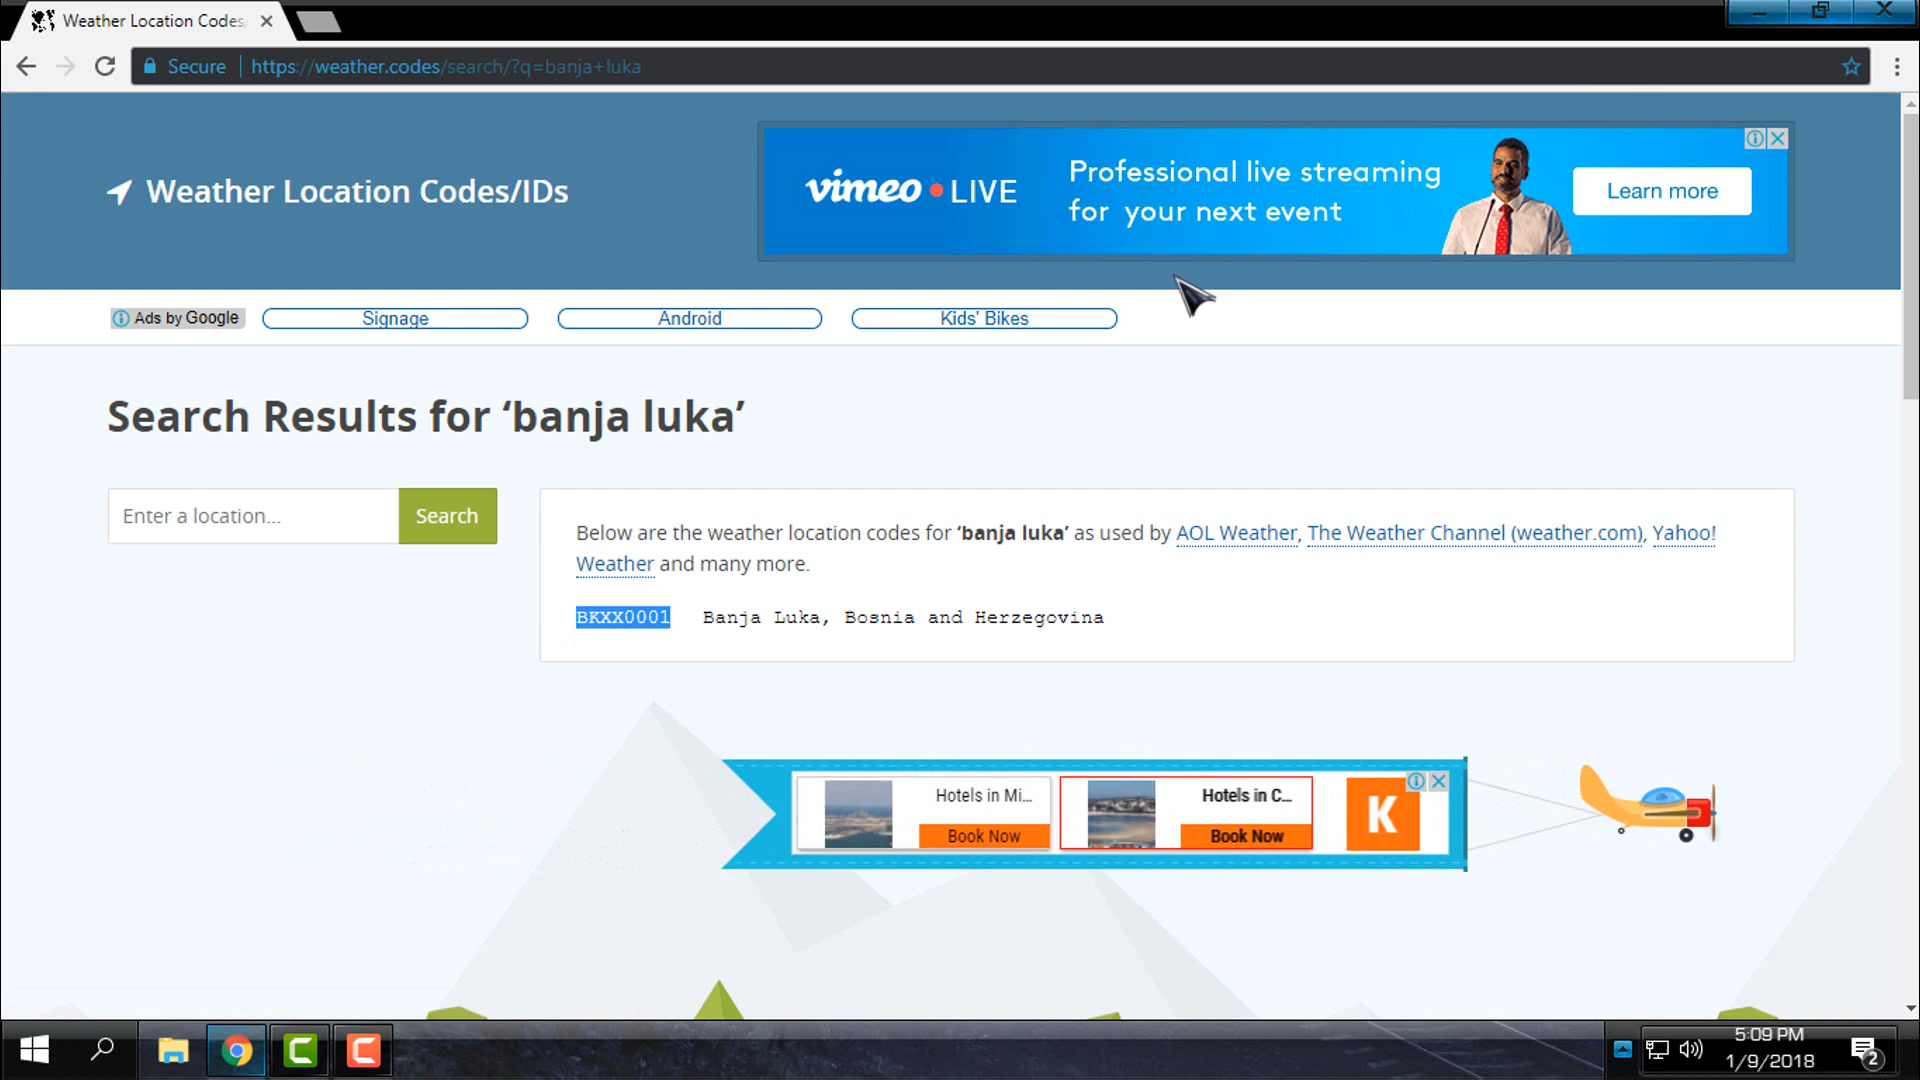 Weather Location Codes
Secure
https://weather.codes/search/?q=banja+luka
Weather Location Codes/IDs
vimeo LIVE
Professional live streaming
for your next event
Learn more
Ads by Google
Signage
Android
Kids' Bikes
Search Results for ‘banja luka’
Enter a location...
Search
Below are the weather location codes for ‘banja luka’ as used by AOL Weather, The Weather Channel (weather.com), Yahoo!
Weather and many more.
BKXX0001 Banja Luka, Bosnia and Herzegovina
Hotels in Mi...
Book Now
Hotels in C...
Book Now
K
5:09 PM
1/9/2018
2